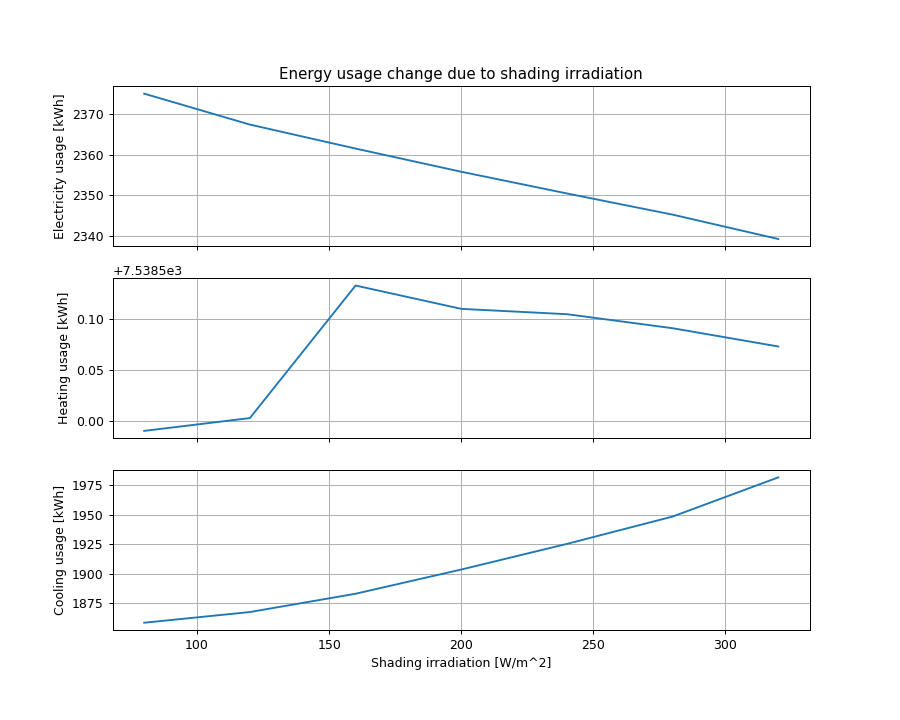 Energy usage change due to shading irradiation
Electricity usage [kWh]
2370
2360
2350
2340
+7.5385e3
Heating usage [kWh]
0.10
0.05
0.00
Cooling usage [kWh]
1975
1950
1925
1900
1875
100 150 200 250 300
Shading irradiation [W/m^2]